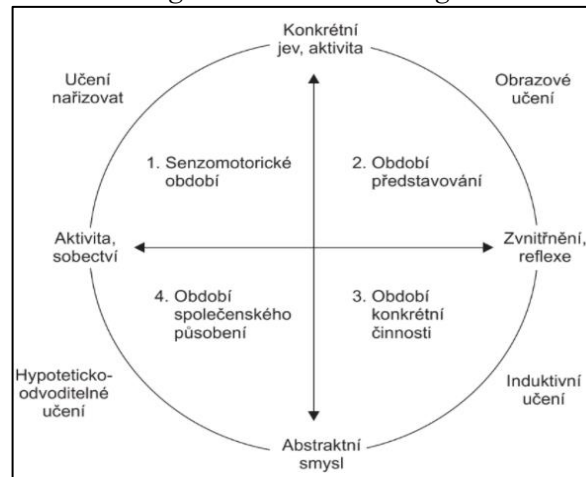 Konkrétní
jev, aktivita
Učení
nařizovat
Obrazové
učení
1. Senzomotorické
období
2. Období
představování
Aktivita,
sobectví
Zvnitřnění,
reflexe
4. Období
společenského
působení
3. Období
konkrétní
činnosti
Hypoteticko-
odvoditelné
učení
Induktivní
učení
Abstraktní
smysl